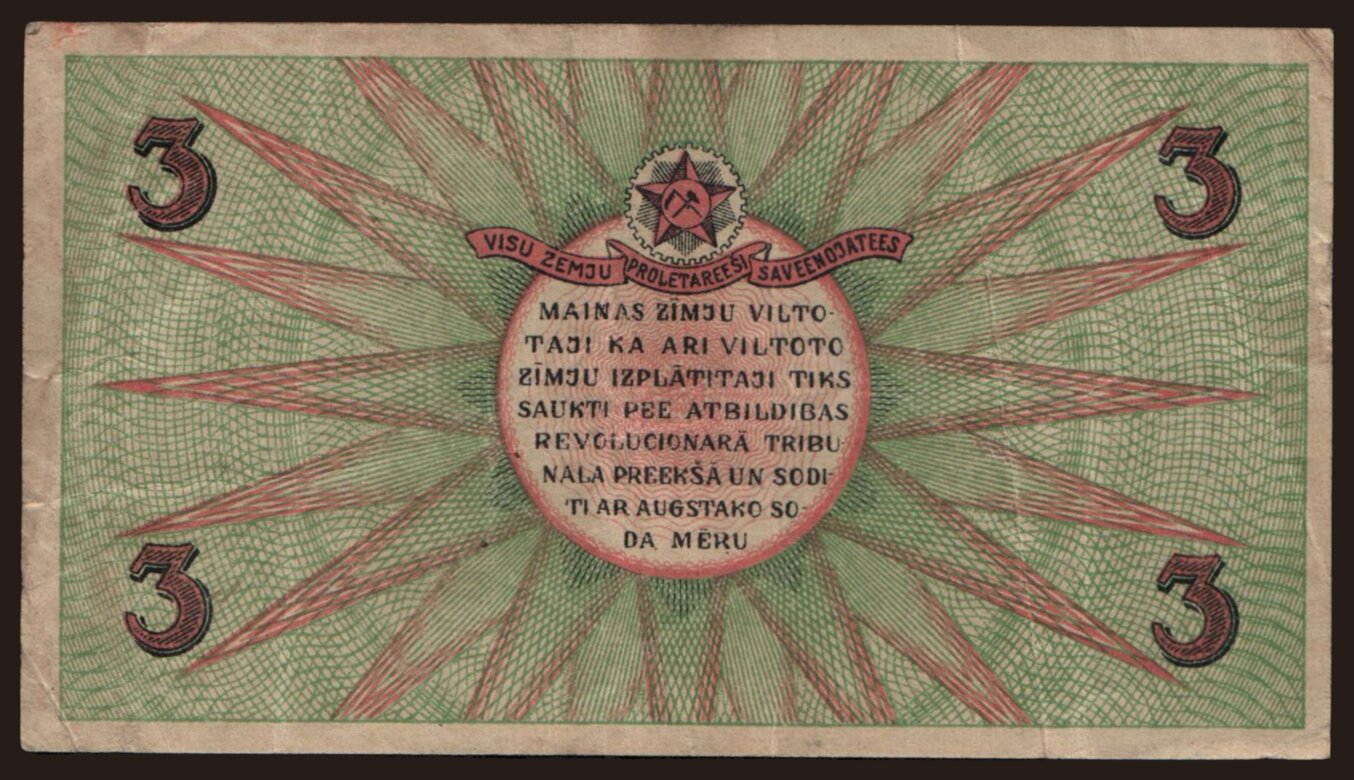 3
3
VISU ZEMJU PROLETAREEŠI SAVEENOJATEES
MAINAS ZĪMJU VILTO-
TAJI KA ARI VILTOTO
ZĪMJU IZPLĀTITAJI TIKS
SAUKTI PEE ATBILDIBAS
REVOLUCIONARĀ TRIBU-
NALA PREEKŠĀ UN SODI-
TI AR AUGSTAKO SO-
DA MĒRU
3
3